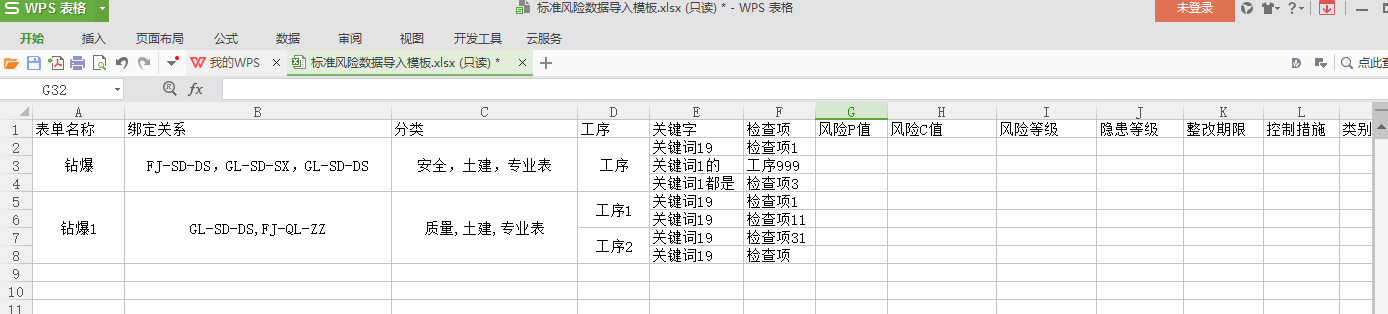 WPS 表格
标准风险数据导入模板.xlsx (只读) * - WPS 表格
未登录
开始 插入 页面布局 公式 数据 审阅 视图 开发工具 云服务
我的WPS × 标准风险数据导入模板.xlsx (只读) * × +
G32 fx
A B C D E F G H I J K L
1 表单名称 绑定关系 分类 工序 关键字 检查项 风险P值 风险C值 风险等级 隐患等级 整改期限 控制措施 类别
2 关键词19 检查项1
3 钻爆 FJ-SD-DS，GL-SD-SX，GL-SD-DS 安全，土建，专业表 工序 关键词1的 工序999
4 关键词1都是 检查项3
5 工序1 关键词19 检查项1
6 钻爆1 GL-SD-DS,FJ-QL-ZZ 质量,土建,专业表 关键词19 检查项11
7 工序2 关键词19 检查项31
8 关键词19 检查项
9
10
11